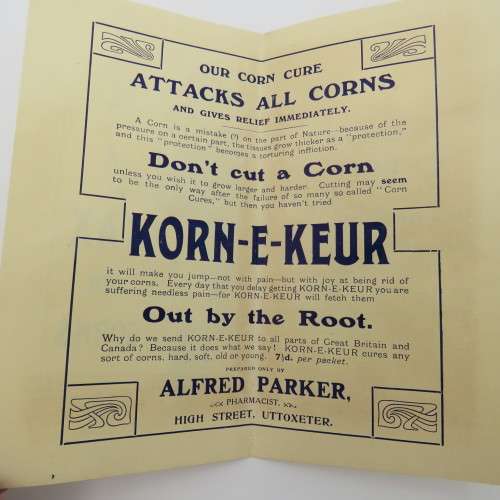 OUR CORN CURE
ATTACKS ALL CORNS
AND GIVES RELIEF IMMEDIATELY.
A Corn is a mistake (?) on the part of Nature—because of the
pressure on a certain part, the tissues grow thicker as a "protection,"
and this "protection" becomes a torturing infliction.
Don't cut a Corn
unless you wish it to grow larger and harder. Cutting may seem
to be the only way after the failure of so many so called "Corn
Cures," but then you haven't tried
KORN-E-KEUR
it will make you jump—not with pain—but with joy at being rid of
your corns. Every day that you delay getting KORN-E-KEUR you are
suffering needless pain—for KORN-E-KEUR will fetch them
Out by the Root.
Why do we send KORN-E-KEUR to all parts of Great Britain and
Canada? Because it does what we say! KORN-E-KEUR cures any
sort of corns, hard, soft, old or young. 7½d. per packet.
PREPARED ONLY BY
ALFRED PARKER,
PHARMACIST.
HIGH STREET, UTTOXETER.